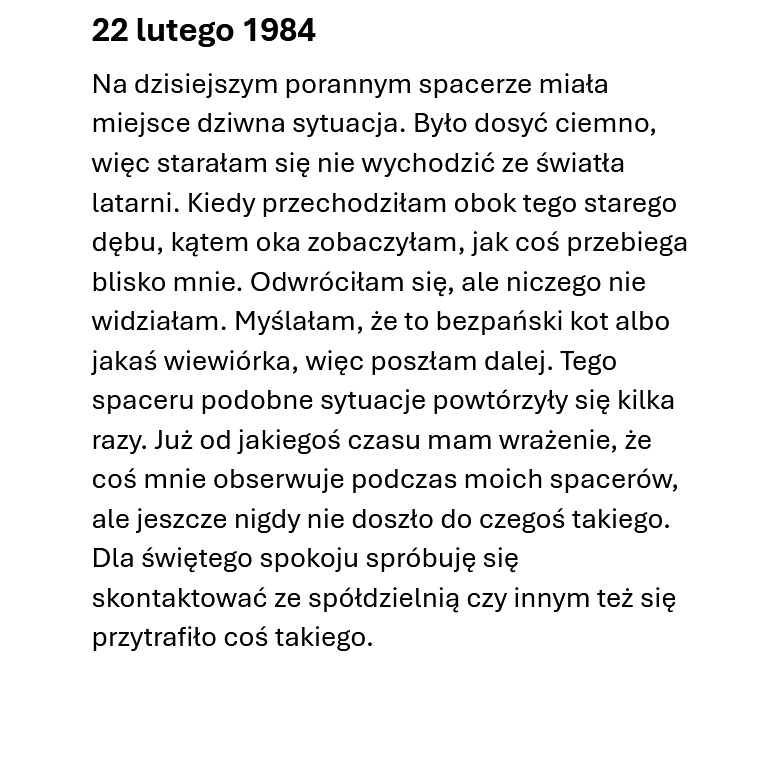 22 lutego 1984
Na dzisiejszym porannym spacerze miała
miejsce dziwna sytuacja. Było dosyć ciemno,
więc starałam się nie wychodzić ze światła
latarni. Kiedy przechodziłam obok tego starego
dębu, kątem oka zobaczyłam, jak coś przebiega
blisko mnie. Odwróciłam się, ale niczego nie
widziałam. Myślałam, że to bezpański kot albo
jakaś wiewiórka, więc poszłam dalej. Tego
spaceru podobne sytuacje powtórzyły się kilka
razy. Już od jakiegoś czasu mam wrażenie, że
coś mnie obserwuje podczas moich spacerów,
ale jeszcze nigdy nie doszło do czegoś takiego.
Dla świętego spokoju spróbuję się
skontaktować ze spółdzielnią czy innym też się
przytrafiło coś takiego.